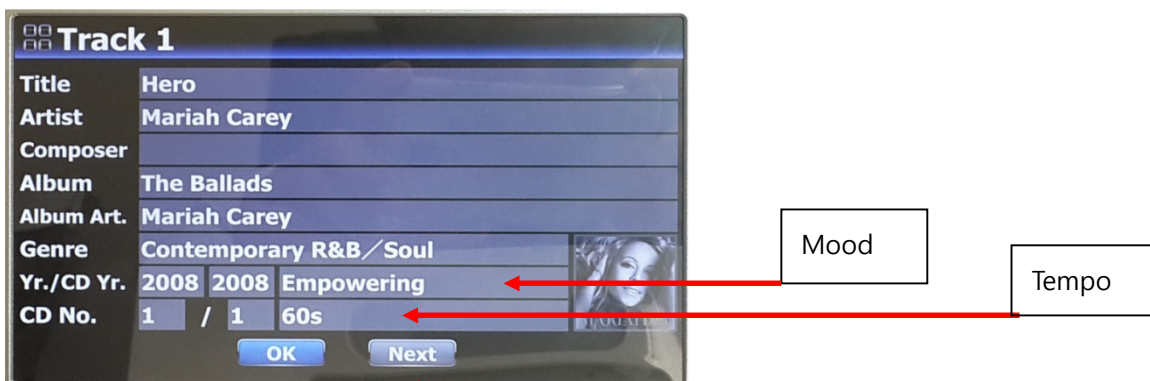 Track 1
Title Hero
Artist Mariah Carey
Composer
Album The Ballads
Album Art. Mariah Carey
Genre Contemporary R&B／Soul
Yr./CD Yr. 2008 2008 Empowering
CD No. 1 / 1 60s
OK Next
Mood
Tempo